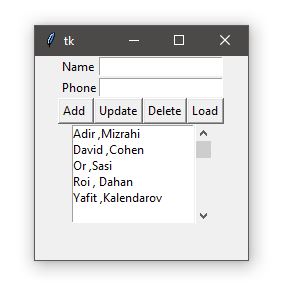 tk
Name
Phone
Add Update Delete Load
Adir ,Mizrahi
David ,Cohen
Or ,Sasi
Roi , Dahan
Yafit ,Kalendarov